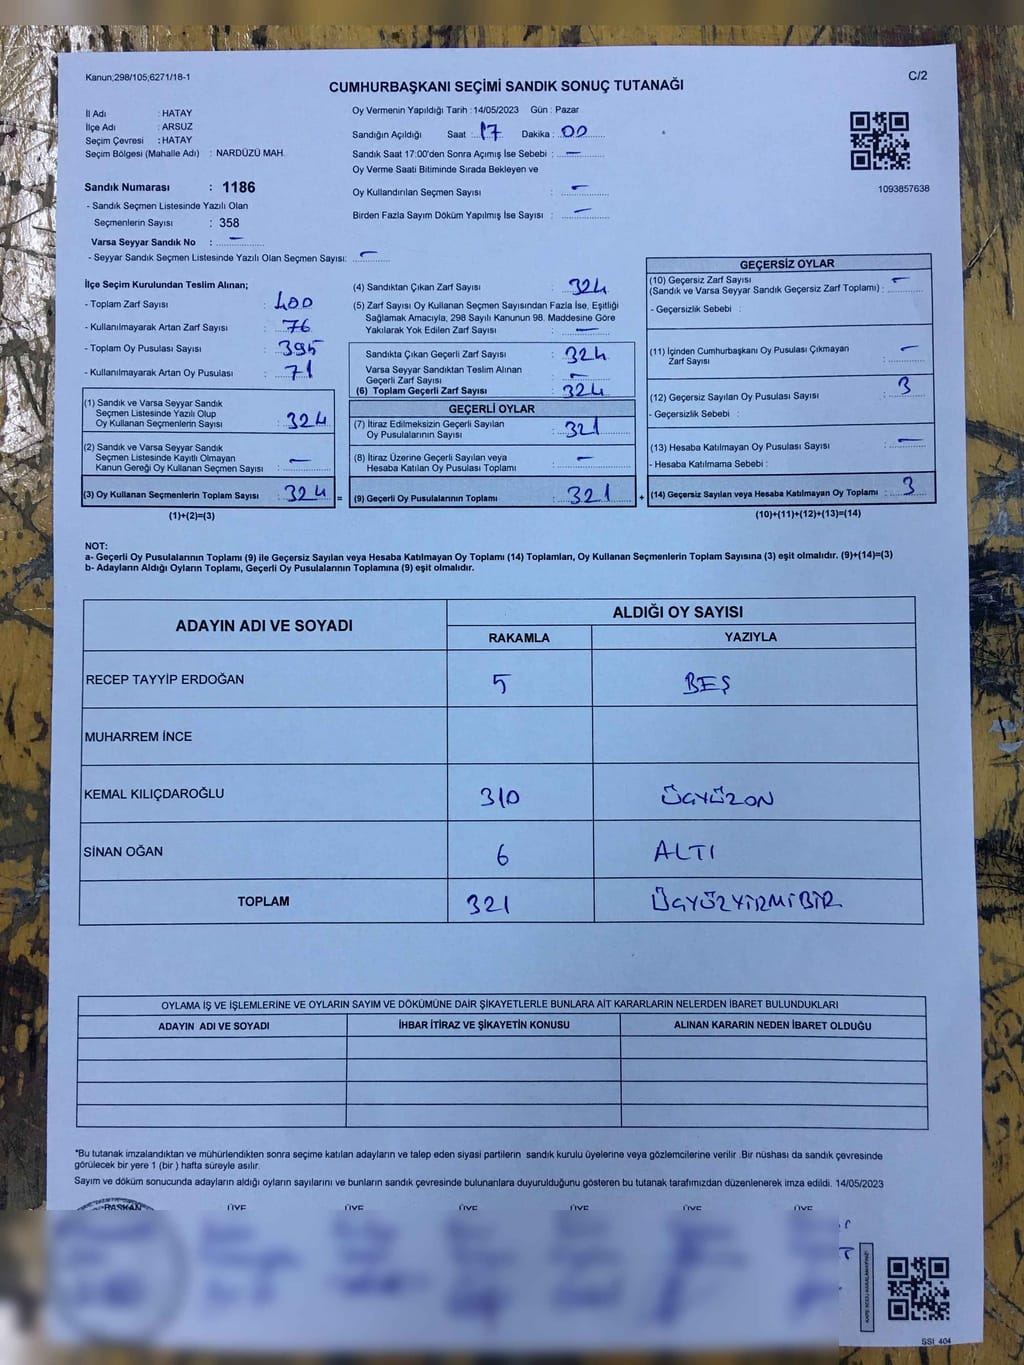 Kanun;298/105;6271/18-1
C/2
CUMHURBAŞKANI SEÇİMİ SANDIK SONUÇ TUTANAĞI
İl Adı : HATAY
İlçe Adı : ARSUZ
Seçim Çevresi : HATAY
Seçim Bölgesi (Mahalle Adı) : NARDÜZÜ MAH.
Oy Vermenin Yapıldığı Tarih : 14/05/2023 Gün : Pazar
Sandığın Açıldığı Saat : 17 Dakika : 00
Sandık Saat 17:00'den Sonra Açımış İse Sebebi : —
Oy Verme Saati Bitiminde Sırada Bekleyen ve
Oy Kullandırılan Seçmen Sayısı : —
Birden Fazla Sayım Döküm Yapılmış İse Sayısı : —
1093857638
Sandık Numarası : 1186
- Sandık Seçmen Listesinde Yazılı Olan
Seçmenlerin Sayısı : 358
Varsa Seyyar Sandık No : —
- Seyyar Sandık Seçmen Listesinde Yazılı Olan Seçmen Sayısı: —
İlçe Seçim Kurulundan Teslim Alınan;
- Toplam Zarf Sayısı : 400
- Kullanılmayarak Artan Zarf Sayısı : 76
- Toplam Oy Pusulası Sayısı : 395
- Kullanılmayarak Artan Oy Pusulası : 71
(1) Sandık ve Varsa Seyyar Sandık
Seçmen Listesinde Yazılı Olup
Oy Kullanan Seçmenlerin Sayısı : 324
(2) Sandık ve Varsa Seyyar Sandık
Seçmen Listesinde Kayıtlı Olmayan
Kanun Gereği Oy Kullanan Seçmen Sayısı : —
(3) Oy Kullanan Seçmenlerin Toplam Sayısı : 324 =
(1)+(2)=(3)
(4) Sandıktan Çıkan Zarf Sayısı : 324
(5) Zarf Sayısı Oy Kullanan Seçmen Sayısından Fazla İse, Eşitliği
Sağlamak Amacıyla, 298 Sayılı Kanunun 98. Maddesine Göre
Yakılarak Yok Edilen Zarf Sayısı : —
Sandıkta Çıkan Geçerli Zarf Sayısı : 324
Varsa Seyyar Sandıktan Teslim Alınan
Geçerli Zarf Sayısı : —
(6) Toplam Geçerli Zarf Sayısı : 324
GEÇERLİ OYLAR
(7) İtiraz Edilmeksizin Geçerli Sayılan
Oy Pusulalarının Sayısı : 321
(8) İtiraz Üzerine Geçerli Sayılan veya
Hesaba Katılan Oy Pusulası Toplamı : —
(9) Geçerli Oy Pusulalarının Toplamı : 321 +
GEÇERSİZ OYLAR
(10) Geçersiz Zarf Sayısı
(Sandık ve Varsa Seyyar Sandık Geçersiz Zarf Toplamı) : —
- Geçersizlik Sebebi :
(11) İçinden Cumhurbaşkanı Oy Pusulası Çıkmayan
Zarf Sayısı : —
(12) Geçersiz Sayılan Oy Pusulası Sayısı : 3
- Geçersizlik Sebebi :
(13) Hesaba Katılmayan Oy Pusulası Sayısı : —
- Hesaba Katılmama Sebebi :
(14) Geçersiz Sayılan veya Hesaba Katılmayan Oy Toplamı : 3
(10)+(11)+(12)+(13)=(14)
NOT:
a- Geçerli Oy Pusulalarının Toplamı (9) ile Geçersiz Sayılan veya Hesaba Katılmayan Oy Toplamı (14) Toplamları, Oy Kullanan Seçmenlerin Toplam Sayısına (3) eşit olmalıdır. (9)+(14)=(3)
b- Adayların Aldığı Oyların Toplamı, Geçerli Oy Pusulalarının Toplamına (9) eşit olmalıdır.
ADAYIN ADI VE SOYADI
ALDIĞI OY SAYISI
RAKAMLA YAZIYLA
RECEP TAYYİP ERDOĞAN 5 BEŞ
MUHARREM İNCE
KEMAL KILIÇDAROĞLU 310 ÜÇYÜZON
SİNAN OĞAN 6 ALTI
TOPLAM 321 ÜÇYÜZYİRMİBİR
OYLAMA İŞ VE İŞLEMLERİNE VE OYLARIN SAYIM VE DÖKÜMÜNE DAİR ŞİKAYETLERLE BUNLARA AİT KARARLARIN NELERDEN İBARET BULUNDUKLARI
ADAYIN ADI VE SOYADI İHBAR İTİRAZ VE ŞİKAYETİN KONUSU ALINAN KARARIN NEDEN İBARET OLDUĞU
*Bu tutanak imzalandıktan ve mühürlendikten sonra seçime katılan adayların ve talep eden siyasi partilerin sandık kurulu üyelerine veya gözlemcilerine verilir .Bir nüshası da sandık çevresinde
görülecek bir yere 1 (bir ) hafta süreyle asılır.
Sayım ve döküm sonucunda adayların aldığı oyların sayılarını ve bunların sandık çevresinde bulunanlara duyurulduğunu gösteren bu tutanak tarafımızdan düzenlenerek imza edildi. 14/05/2023
BAŞKAN ÜYE ÜYE ÜYE ÜYE ÜYE ÜYE
SSI: 404